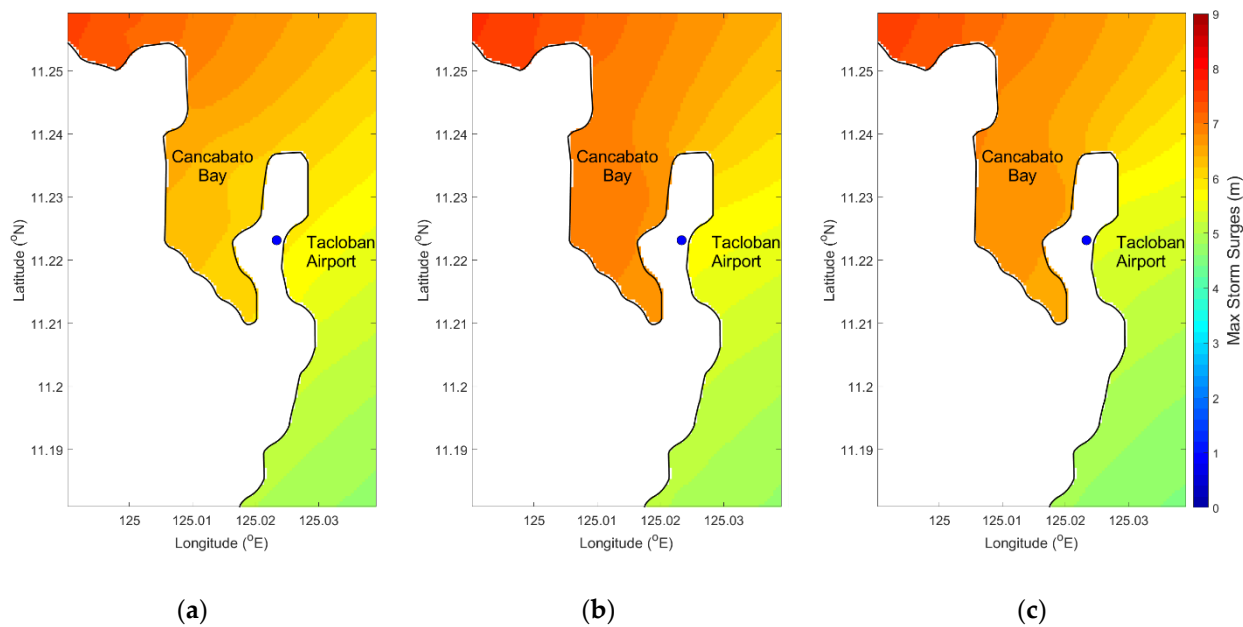 11.25
11.24
11.23
11.22
11.21
11.2
11.19
Latitude (°N)
Cancabato
Bay
Tacloban
Airport
125
125.01
125.02
125.03
Longitude (°E)
(a)
11.25
11.24
11.23
11.22
11.21
11.2
11.19
Latitude (°N)
Cancabato
Bay
Tacloban
Airport
125
125.01
125.02
125.03
Longitude (°E)
(b)
11.25
11.24
11.23
11.22
11.21
11.2
11.19
Latitude (°N)
Cancabato
Bay
Tacloban
Airport
125
125.01
125.02
125.03
Longitude (°E)
(c)
9
8
7
6
5
4
3
2
1
0
Max Storm Surges (m)